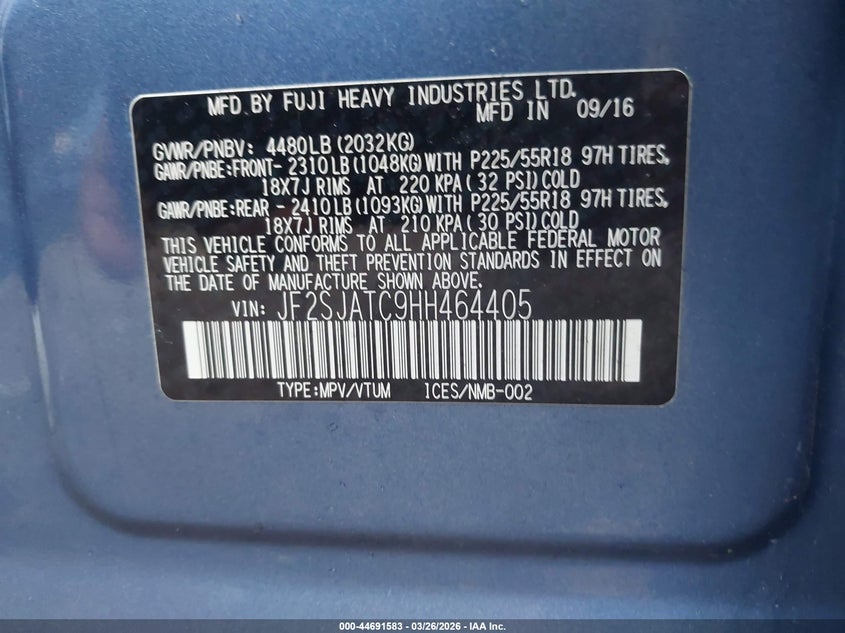 MFD BY FUJI HEAVY INDUSTRIES LTD.
MFD IN 09/16
GVWR/PNBV: 4480LB (2032KG)
GAWR/PNBE:FRONT- 2310LB (1048KG) WITH P225/55R18 97H TIRES,
18X7J RIMS AT 220 KPA ( 32 PSI) COLD
GAWR/PNBE:REAR - 2410LB (1093KG) WITH P225/55R18 97H TIRES,
18X7J RIMS AT 210 KPA ( 30 PSI) COLD
THIS VEHICLE CONFORMS TO ALL APPLICABLE FEDERAL MOTOR
VEHICLE SAFETY AND THEFT PREVENTION STANDARDS IN EFFECT ON
THE DATE OF MANUFACTURE SHOWN ABOVE.
VIN: JF2SJATC9HH464405
TYPE:MPV/VTUM ICES/NMB-002
000-44691583 - 03/26/2026 - IAA Inc.